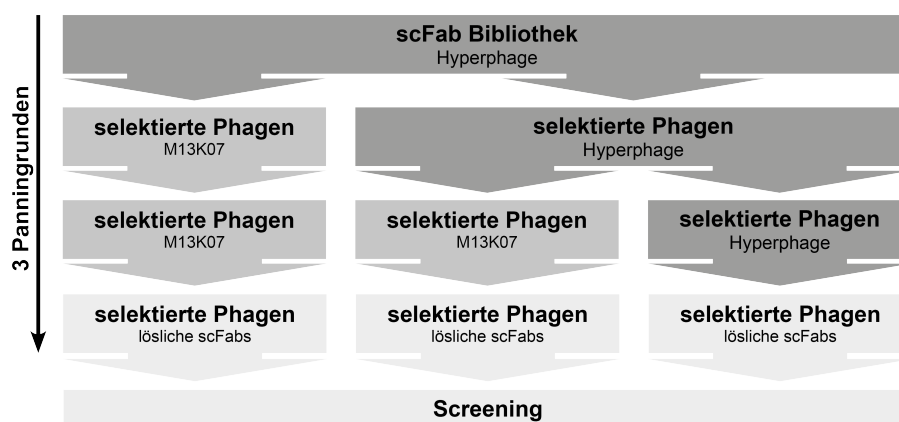 3 Panningrunden
scFab Bibliothek
Hyperphage
selektierte Phagen
M13K07
selektierte Phagen
Hyperphage
selektierte Phagen
M13K07
selektierte Phagen
M13K07
selektierte Phagen
Hyperphage
selektierte Phagen
lösliche scFabs
selektierte Phagen
lösliche scFabs
selektierte Phagen
lösliche scFabs
Screening